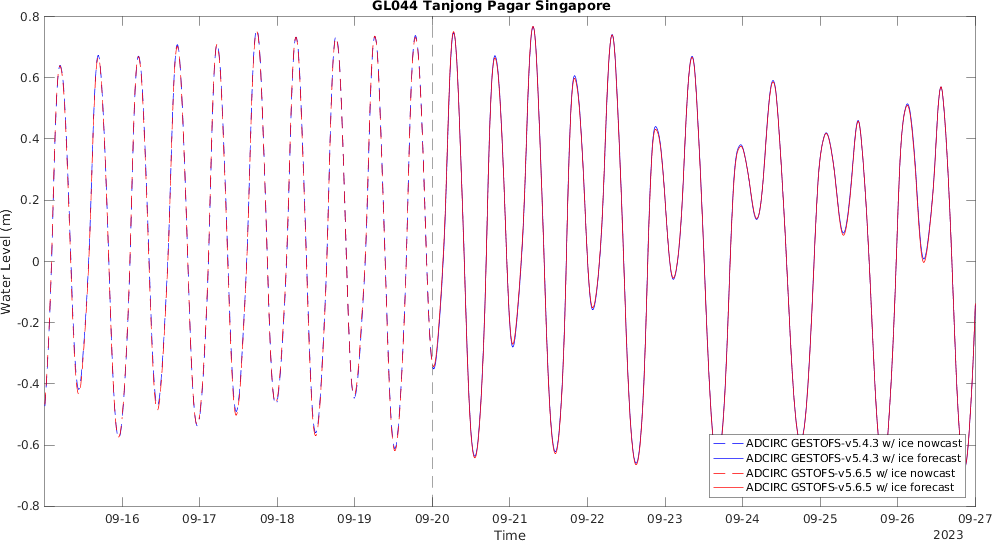 GL044 Tanjong Pagar Singapore
Water Level (m)
0.8
0.6
0.4
0.2
0
-0.2
-0.4
-0.6
-0.8
09-16 09-17 09-18 09-19 09-20 09-21 09-22 09-23 09-24 09-25 09-26 09-27
Time
2023
ADCIRC GESTOFS-v5.4.3 w/ ice nowcast
ADCIRC GESTOFS-v5.4.3 w/ ice forecast
ADCIRC GSTOFS-v5.6.5 w/ ice nowcast
ADCIRC GSTOFS-v5.6.5 w/ ice forecast